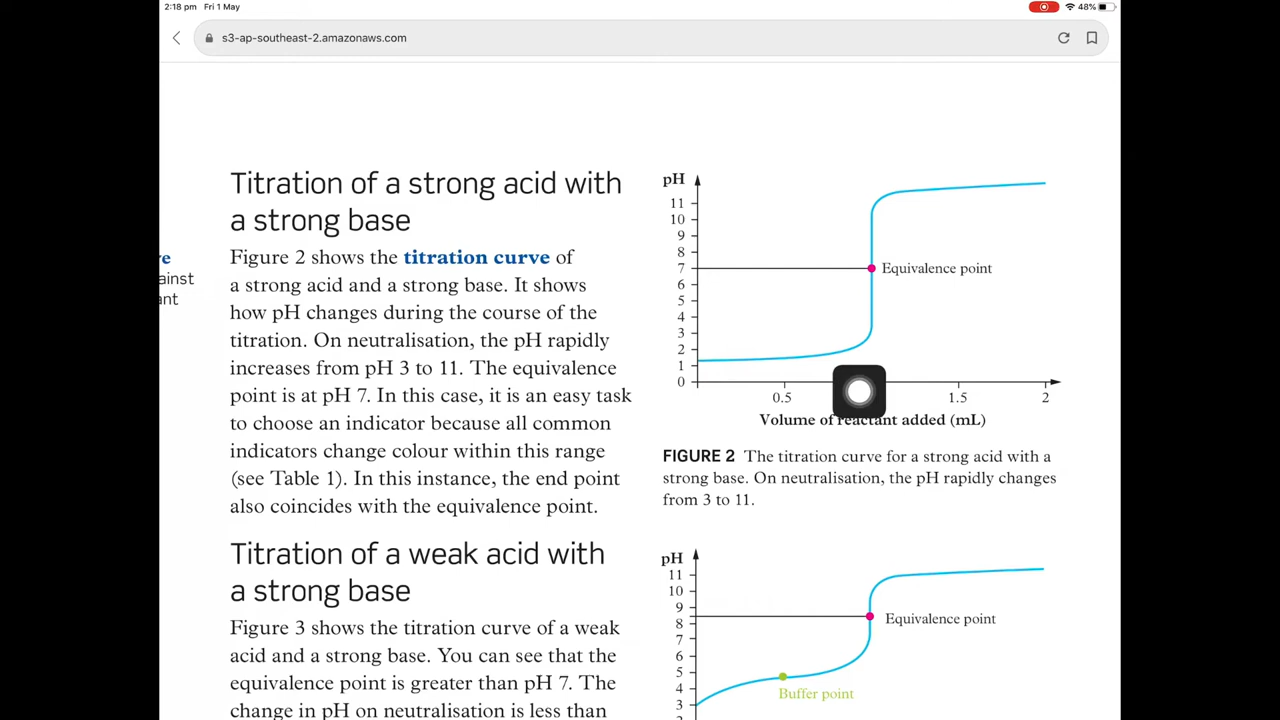 2:18 pm Fri 1 May
48%
s3-ap-southeast-2.amazonaws.com
re
ainst
ant
Titration of a strong acid with
a strong base
Figure 2 shows the titration curve of
a strong acid and a strong base. It shows
how pH changes during the course of the
titration. On neutralisation, the pH rapidly
increases from pH 3 to 11. The equivalence
point is at pH 7. In this case, it is an easy task
to choose an indicator because all common
indicators change colour within this range
(see Table 1). In this instance, the end point
also coincides with the equivalence point.
Titration of a weak acid with
a strong base
Figure 3 shows the titration curve of a weak
acid and a strong base. You can see that the
equivalence point is greater than pH 7. The
change in pH on neutralisation is less than
pH
11
10
9
8
7
6
5
4
3
2
1
0
Equivalence point
0.5 1.5 2
Volume of reactant added (mL)
FIGURE 2 The titration curve for a strong acid with a
strong base. On neutralisation, the pH rapidly changes
from 3 to 11.
pH
11
10
9
8
7
6
5
4
3
Equivalence point
Buffer point